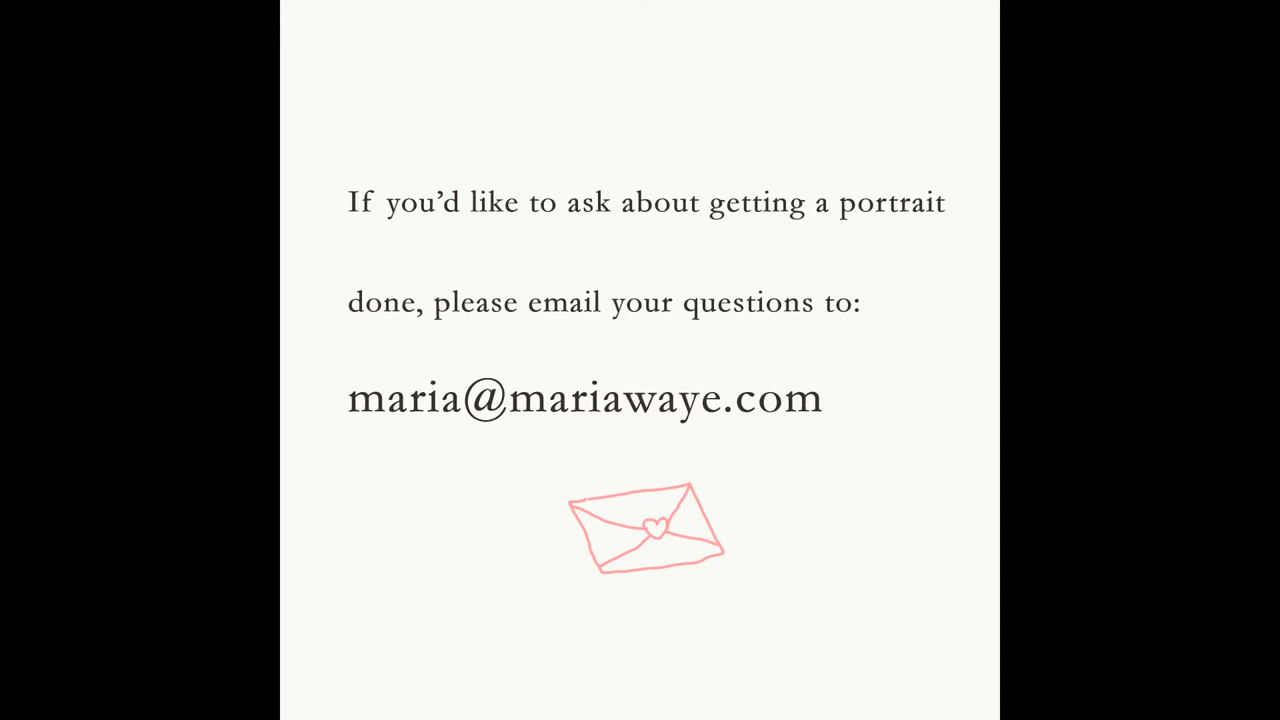 If you’d like to ask about getting a portrait
done, please email your questions to:
maria@mariawaye.com